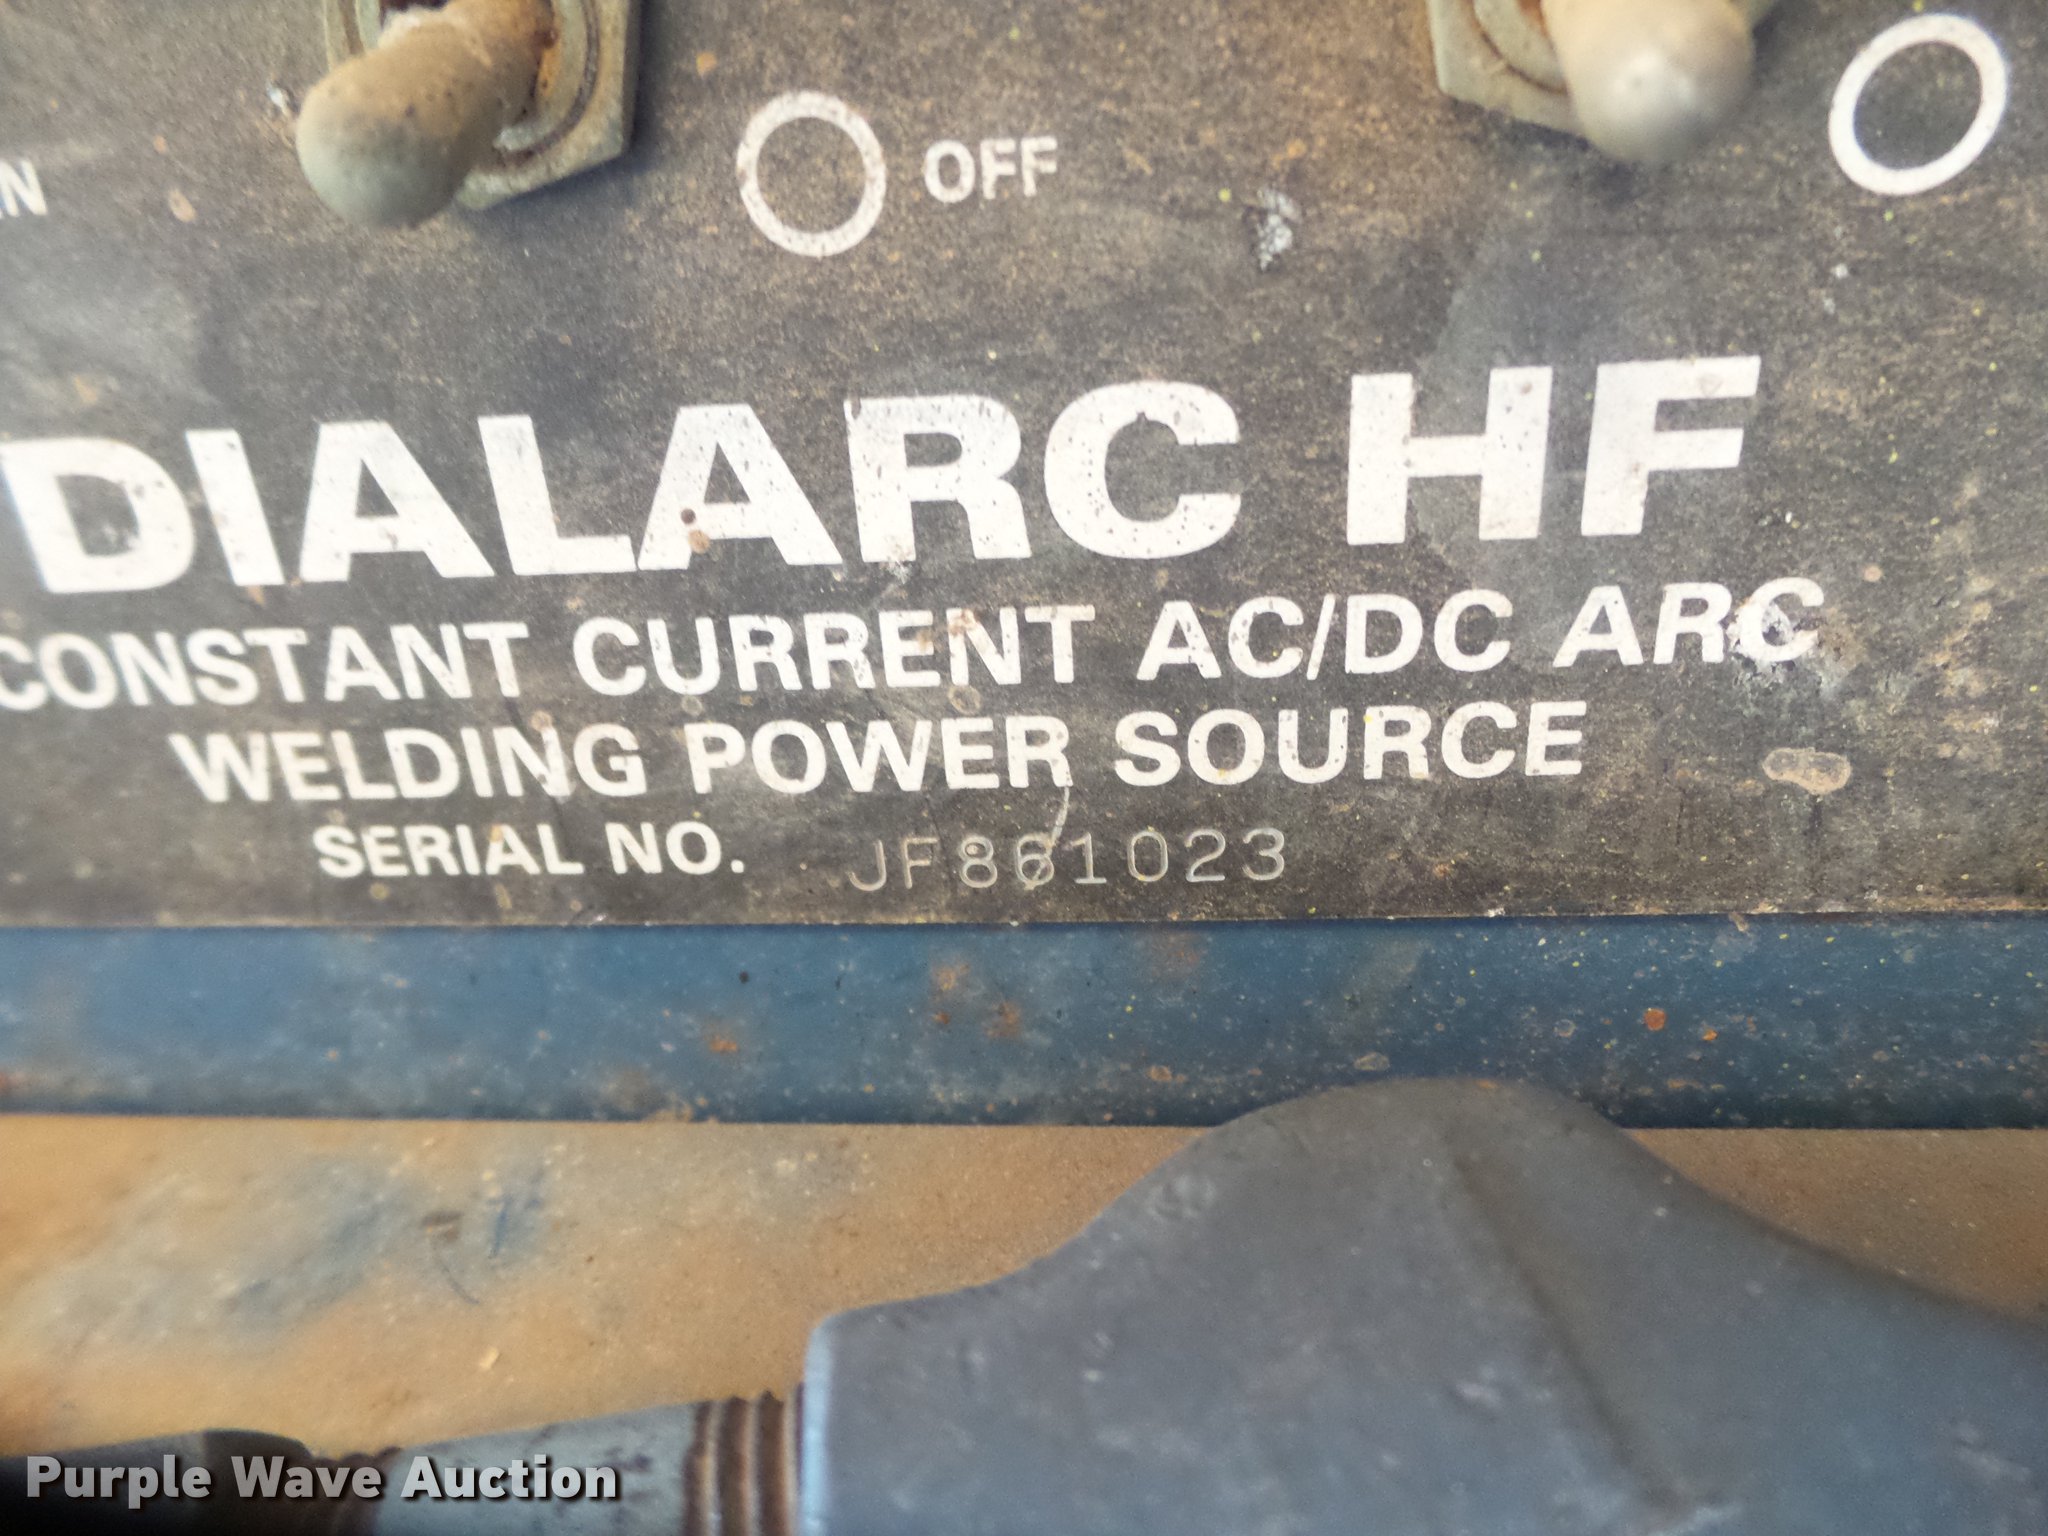 OFF
DIALARC HF
CONSTANT CURRENT AC/DC ARC
WELDING POWER SOURCE
SERIAL NO. JF861023
Purple Wave Auction